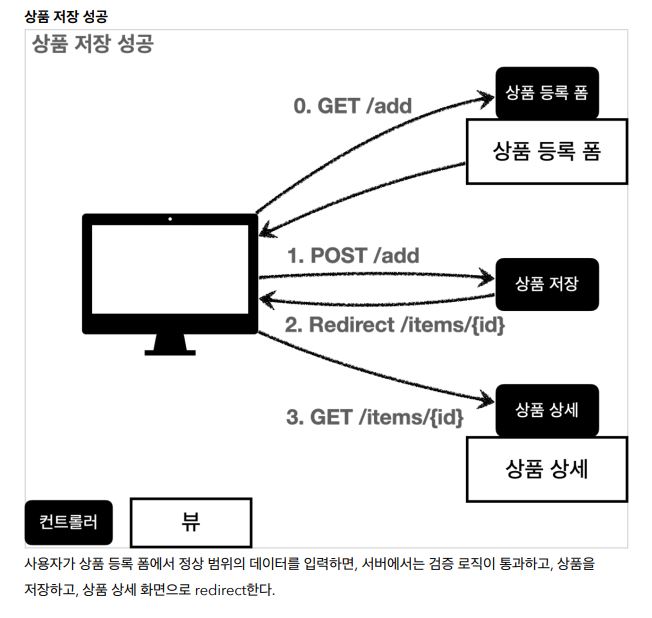 상품 저장 성공
상품 저장 성공
0. GET /add
상품 등록 폼
상품 등록 폼
1. POST /add
상품 저장
2. Redirect /items/{id}
3. GET /items/{id}
상품 상세
상품 상세
컨트롤러
뷰
사용자가 상품 등록 폼에서 정상 범위의 데이터를 입력하면, 서버에서는 검증 로직이 통과하고, 상품을
저장하고, 상품 상세 화면으로 redirect한다.